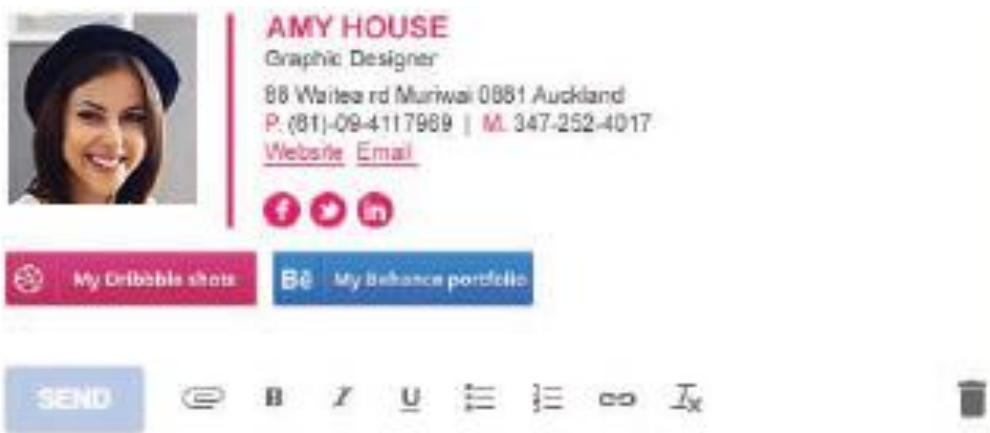 AMY HOUSE
Graphic Designer
88 Waitea rd Muriwai 0881 Auckland
P. (61)-09-4117969 | M. 347-252-4017
Website Email
My Dribbble shots
Bē My Behance portfolio
SEND
B I U